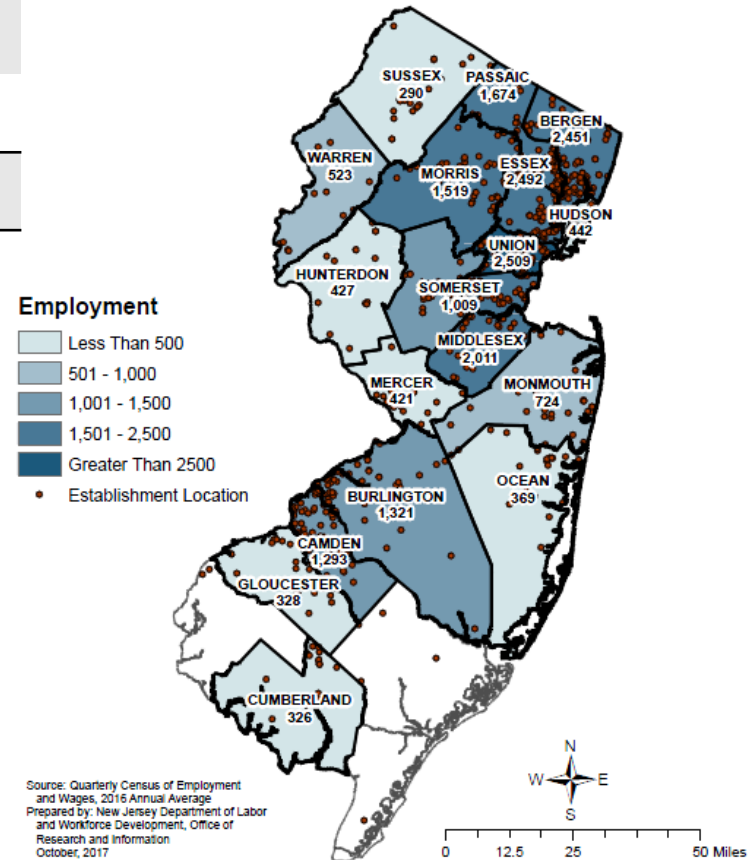 SUSSEX
290
PASSAIC
1,674
BERGEN
2,451
WARREN
523
MORRIS
1,519
ESSEX
2,492
HUDSON
442
UNION
2,509
HUNTERDON
427
SOMERSET
1,009
MIDDLESEX
2,011
MERCER
421
MONMOUTH
724
OCEAN
369
BURLINGTON
1,321
CAMDEN
1,293
GLOUCESTER
328
CUMBERLAND
326
Employment
Less Than 500
501 - 1,000
1,001 - 1,500
1,501 - 2,500
Greater Than 2500
Establishment Location
N
W E
S
0 12.5 25 50 Miles
Source: Quarterly Census of Employment
and Wages, 2016 Annual Average
Prepared by: New Jersey Department of Labor
and Workforce Development, Office of
Research and Information
October, 2017